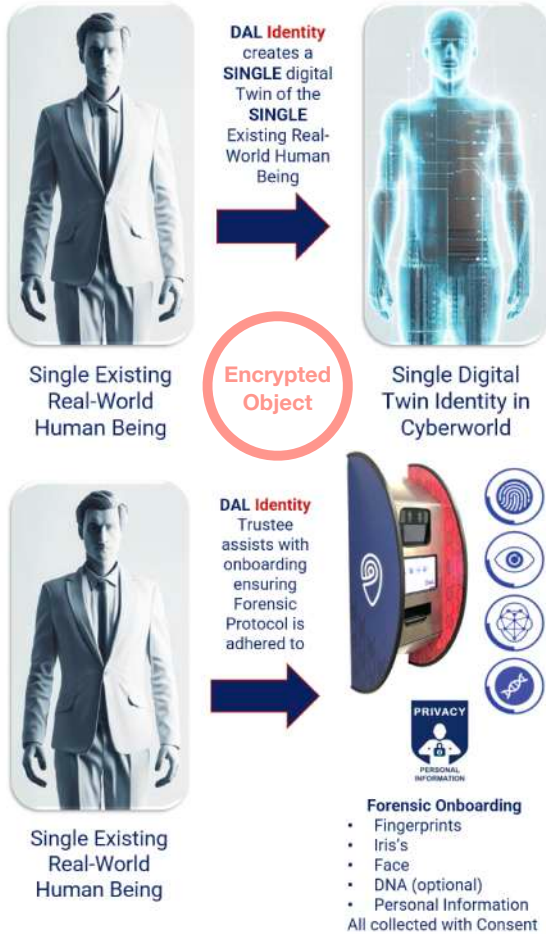 DAL Identity
creates a
SINGLE digital
Twin of the
SINGLE
Existing Real-
World Human
Being
Single Existing
Real-World
Human Being
Encrypted
Object
Single Digital
Twin Identity in
Cyberworld
DAL Identity
Trustee
assists with
onboarding
ensuring
Forensic
Protocol is
adhered to
PRIVACY
PERSONAL
INFORMATION
Single Existing
Real-World
Human Being
Forensic Onboarding
• Fingerprints
• Iris's
• Face
• DNA (optional)
• Personal Information
All collected with Consent